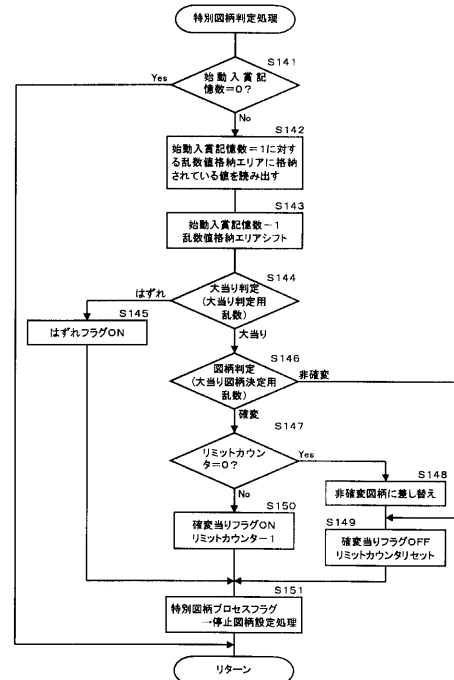 特別図柄判定処理
S141
始動入賞記
憶数=0?
Yes
No
S142
始動入賞記憶数=1に対す
る乱数値格納エリアに格納
されている値を読み出す
S143
始動入賞記憶数-1
乱数値格納エリアシフト
S144
大当り判定
(大当り判定用
乱数)
はずれ
大当り
S145
はずれフラグON
S146
図柄判定
(大当り図柄決定用
乱数)
非確変
確変
S147
リミットカウン
タ=0?
Yes
No
S148
非確変図柄に差し替え
S149
確変当りフラグOFF
リミットカウンタリセット
S150
確変当りフラグON
リミットカウンター1
S151
特別図柄プロセスフラグ
→停止図柄設定処理
リターン